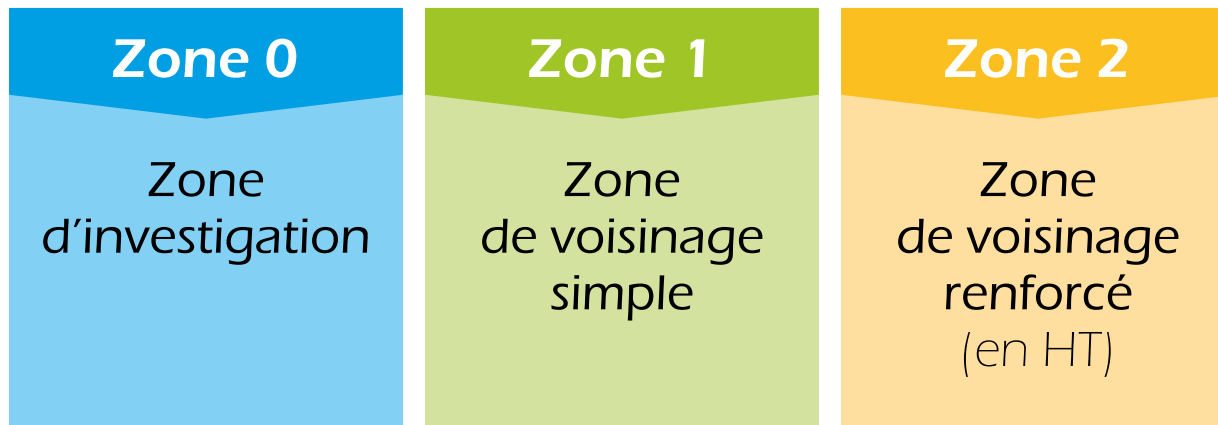 Zone 0
Zone
d’investigation
Zone 1
Zone
de voisinage
simple
Zone 2
Zone
de voisinage
renforcé
(en HT)